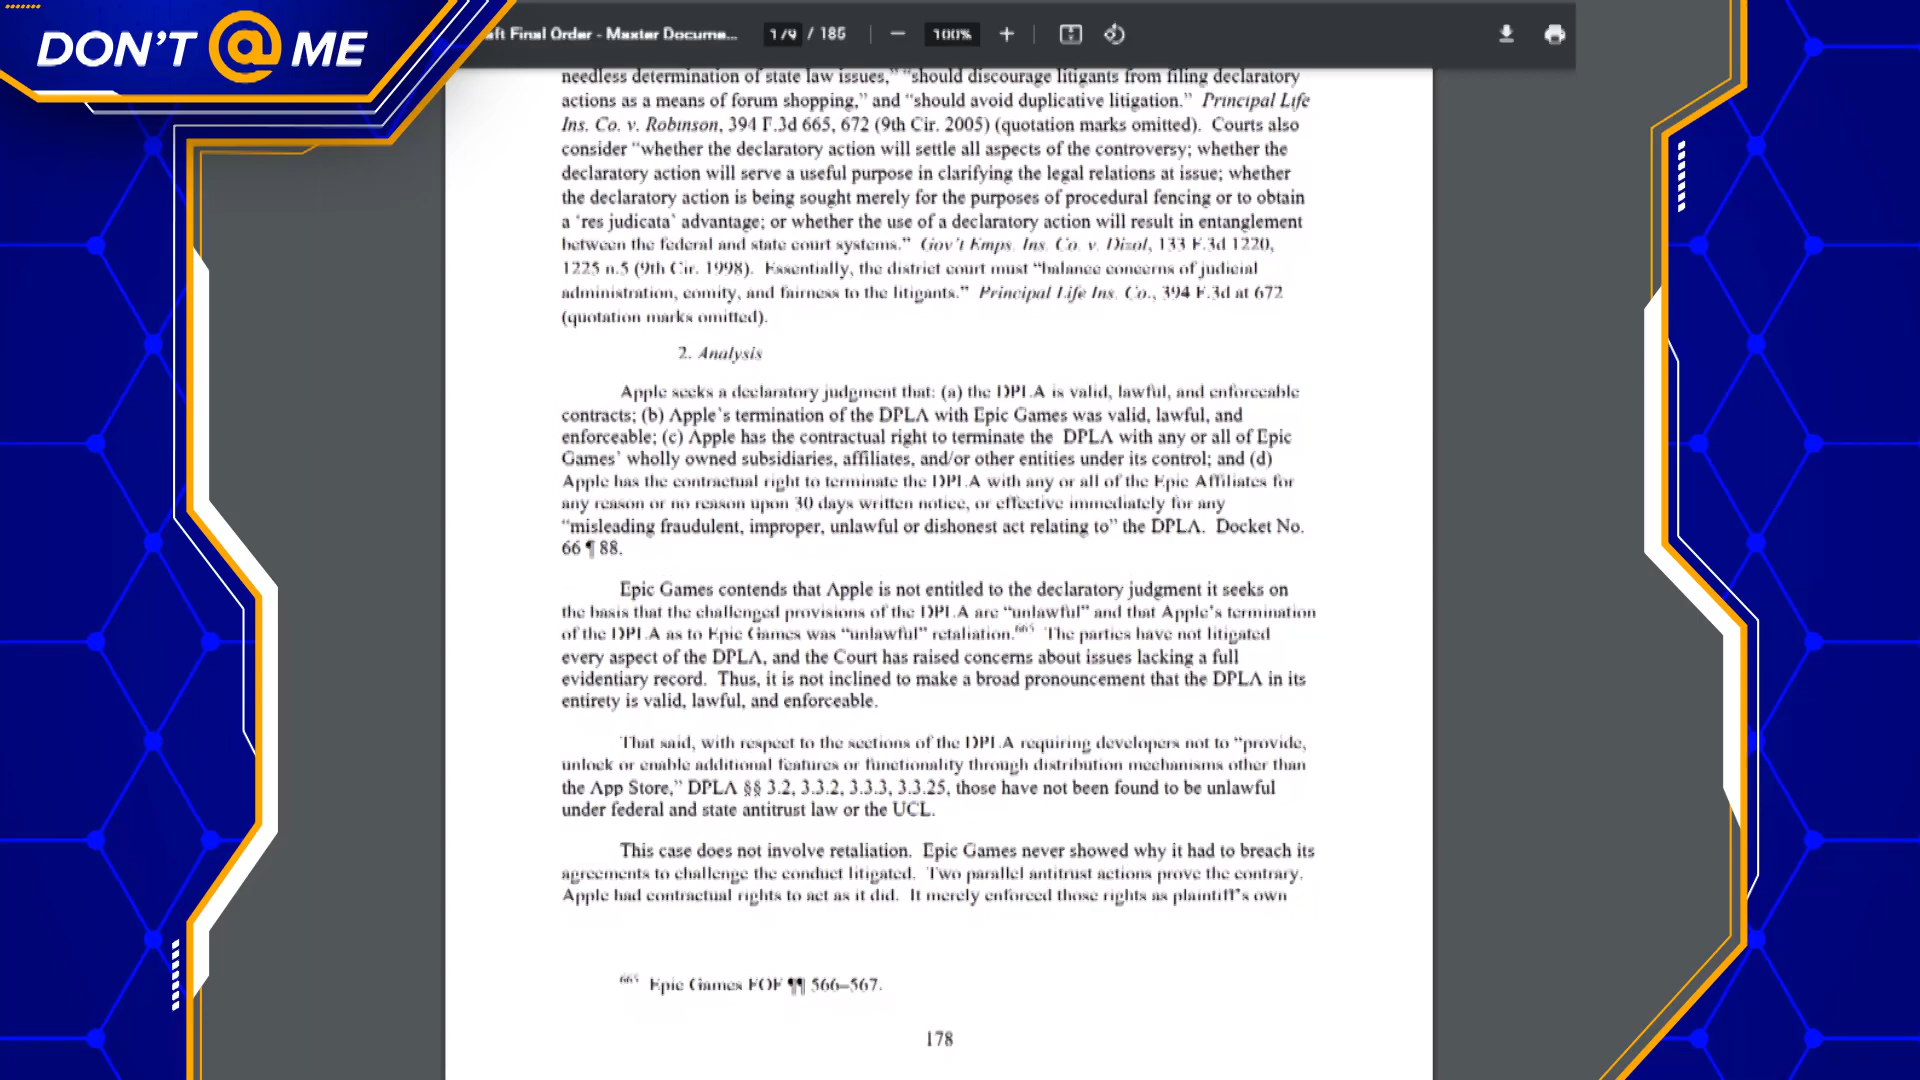 DON'T @ ME
ft Final Order - Master Docume... 179 / 185 100%
needless determination of state law issues,” “should discourage litigants from filing declaratory
actions as a means of forum shopping,” and “should avoid duplicative litigation.” Principal Life
Ins. Co. v. Robinson, 394 F.3d 665, 672 (9th Cir. 2005) (quotation marks omitted). Courts also
consider “whether the declaratory action will settle all aspects of the controversy; whether the
declaratory action will serve a useful purpose in clarifying the legal relations at issue; whether
the declaratory action is being sought merely for the purposes of procedural fencing or to obtain
a ‘res judicata’ advantage; or whether the use of a declaratory action will result in entanglement
between the federal and state court systems.” Gov't Emps. Ins. Co. v. Dizol, 133 F.3d 1220,
1225 n.5 (9th Cir. 1998). Essentially, the district court must “balance concerns of judicial
administration, comity, and fairness to the litigants.” Principal Life Ins. Co., 394 F.3d at 672
(quotation marks omitted).
2. Analysis
Apple seeks a declaratory judgment that: (a) the DPLA is valid, lawful, and enforceable
contracts; (b) Apple's termination of the DPLA with Epic Games was valid, lawful, and
enforceable; (c) Apple has the contractual right to terminate the DPLA with any or all of Epic
Games' wholly owned subsidiaries, affiliates, and/or other entities under its control; and (d)
Apple has the contractual right to terminate the DPLA with any or all of the Epic Affiliates for
any reason or no reason upon 30 days written notice, or effective immediately for any
“misleading fraudulent, improper, unlawful or dishonest act relating to” the DPLA. Docket No.
66 ¶ 88.
Epic Games contends that Apple is not entitled to the declaratory judgment it seeks on
the basis that the challenged provisions of the DPLA are “unlawful” and that Apple's termination
of the DPLA as to Epic Games was “unlawful” retaliation.665 The parties have not litigated
every aspect of the DPLA, and the Court has raised concerns about issues lacking a full
evidentiary record. Thus, it is not inclined to make a broad pronouncement that the DPLA in its
entirety is valid, lawful, and enforceable.
That said, with respect to the sections of the DPLA requiring developers not to “provide,
unlock or enable additional features or functionality through distribution mechanisms other than
the App Store,” DPLA §§ 3.2, 3.3.2, 3.3.3, 3.3.25, those have not been found to be unlawful
under federal and state antitrust law or the UCL.
This case does not involve retaliation. Epic Games never showed why it had to breach its
agreements to challenge the conduct litigated. Two parallel antitrust actions prove the contrary.
Apple had contractual rights to act as it did. It merely enforced those rights as plaintiff's own
665 Epic Games FOF ¶¶ 566–567.
178